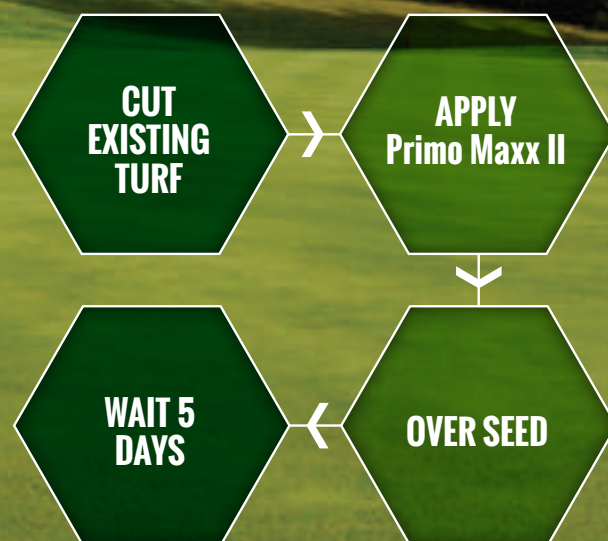 CUT
EXISTING
TURF
APPLY
Primo Maxx II
OVER SEED
WAIT 5
DAYS